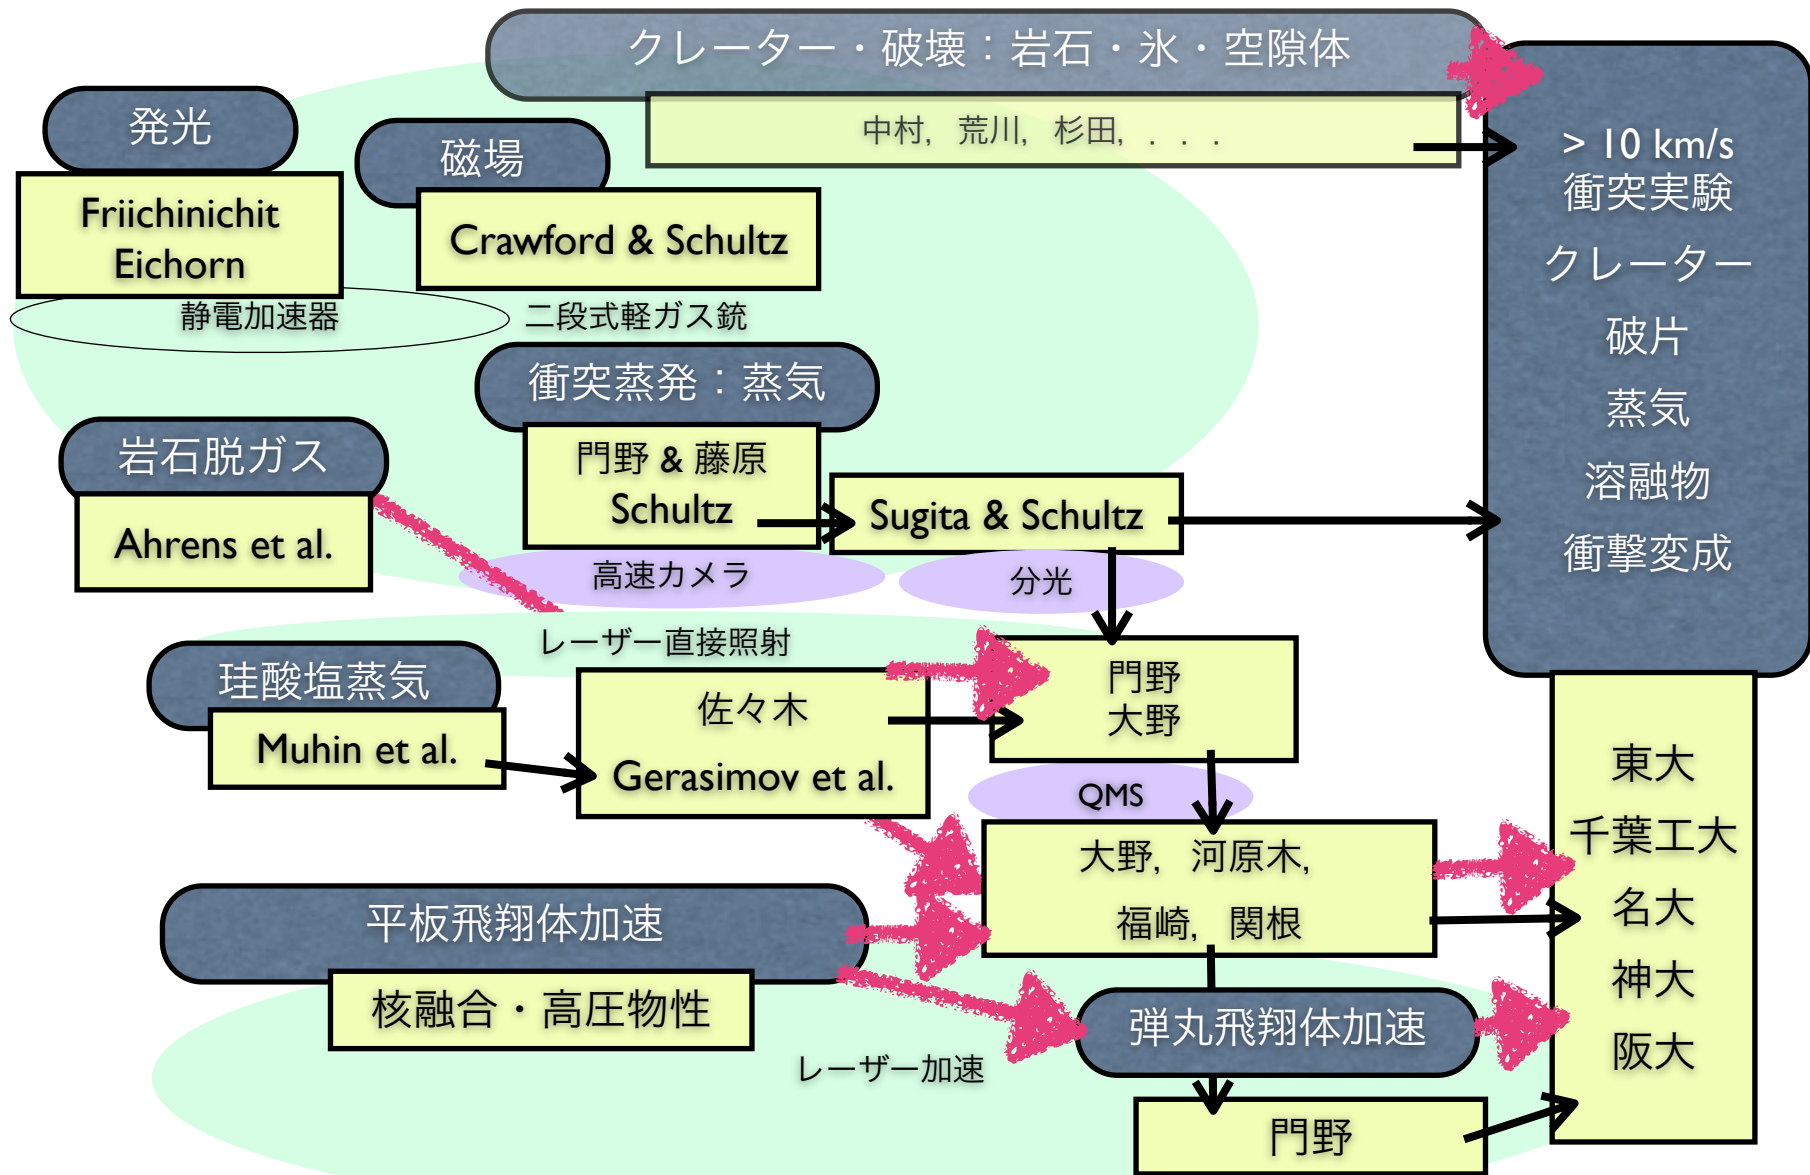 クレーター・破壊：岩石・氷・空隙体
中村, 荒川, 杉田, . . .
発光
Friichinichit
Eichorn
磁場
Crawford & Schultz
静電加速器
二段式軽ガス銃
衝突蒸発：蒸気
門野 & 藤原
Schultz
Sugita & Schultz
岩石脱ガス
Ahrens et al.
高速カメラ
分光
レーザー直接照射
珪酸塩蒸気
Muhin et al.
佐々木
Gerasimov et al.
門野
大野
QMS
大野, 河原木,
福崎, 関根
平板飛翔体加速
核融合・高圧物性
レーザー加速
弾丸飛翔体加速
門野
> 10 km/s
衝突実験
クレーター
破片
蒸気
溶融物
衝撃変成
東大
千葉工大
名大
神大
阪大